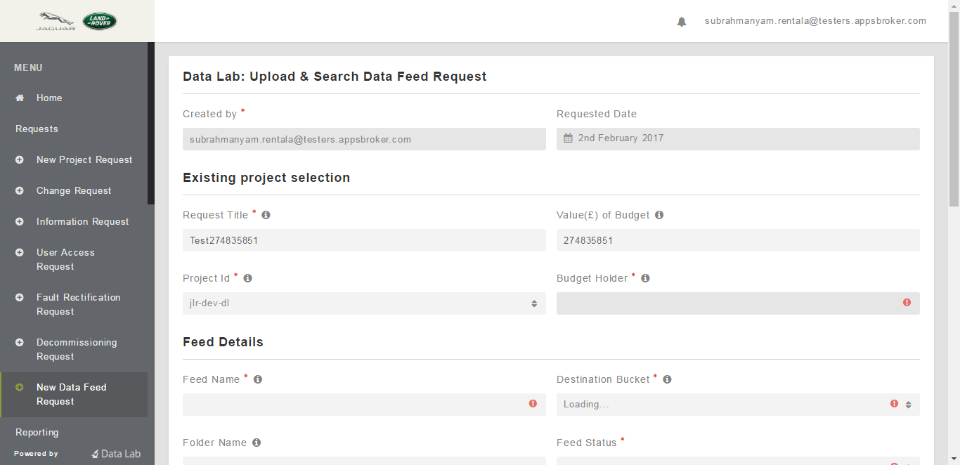 JAGUAR
LAND-
ROVER
subrahmanyam.rentala@testers.appsbroker.com
MENU
Home
Requests
New Project Request
Change Request
Information Request
User Access
Request
Fault Rectification
Request
Decommissioning
Request
New Data Feed
Request
Reporting
Powered by
Data Lab
Data Lab: Upload & Search Data Feed Request
Created by *
Requested Date
subrahmanyam.rentala@testers.appsbroker.com
2nd February 2017
Existing project selection
Request Title *
Value(£) of Budget
Test274835851
274835851
Project Id *
Budget Holder *
jlr-dev-dl
Feed Details
Feed Name *
Destination Bucket *
Loading...
Folder Name
Feed Status *